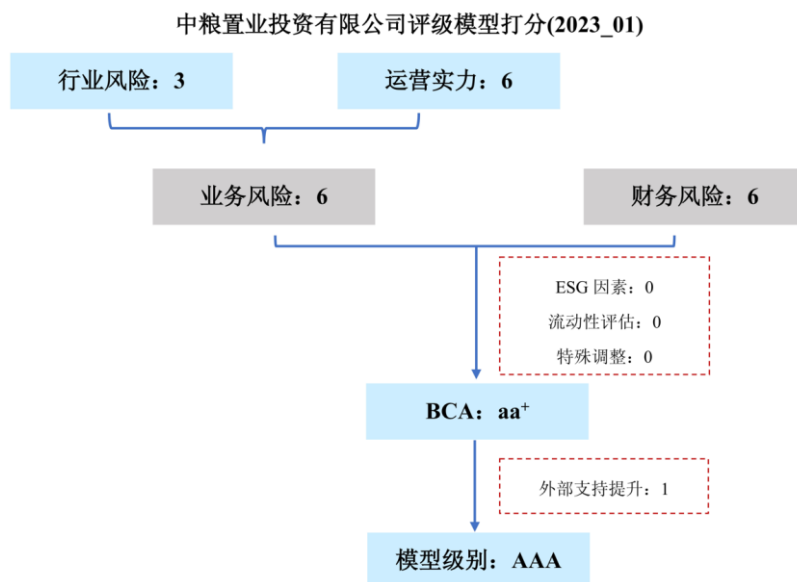 中粮置业投资有限公司评级模型打分(2023_01)
行业风险：3
运营实力：6
业务风险：6
财务风险：6
ESG 因素：0
流动性评估：0
特殊调整：0
BCA：aa⁺
外部支持提升：1
模型级别：AAA